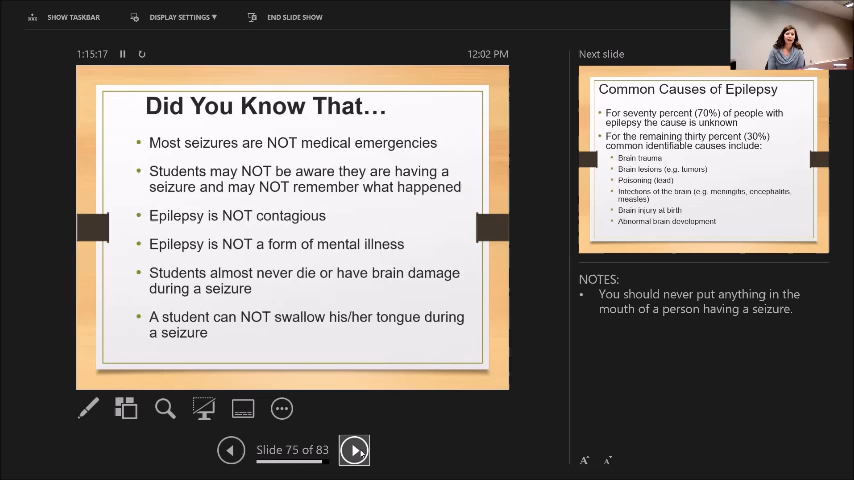 SHOW TASKBAR
DISPLAY SETTINGS ▼
END SLIDE SHOW
1:15:17
12:02 PM
Did You Know That…
• Most seizures are NOT medical emergencies
• Students may NOT be aware they are having a
seizure and may NOT remember what happened
• Epilepsy is NOT contagious
• Epilepsy is NOT a form of mental illness
• Students almost never die or have brain damage
during a seizure
• A student can NOT swallow his/her tongue during
a seizure
Slide 75 of 83
Next slide
Common Causes of Epilepsy
• For seventy percent (70%) of people with
epilepsy the cause is unknown
• For the remaining thirty percent (30%)
common identifiable causes include:
• Brain trauma
• Brain lesions (e.g. tumors)
• Poisoning (lead)
• Infections of the brain (e.g. meningitis, encephalitis,
measles)
• Brain injury at birth
• Abnormal brain development
NOTES:
• You should never put anything in the
mouth of a person having a seizure.
A A